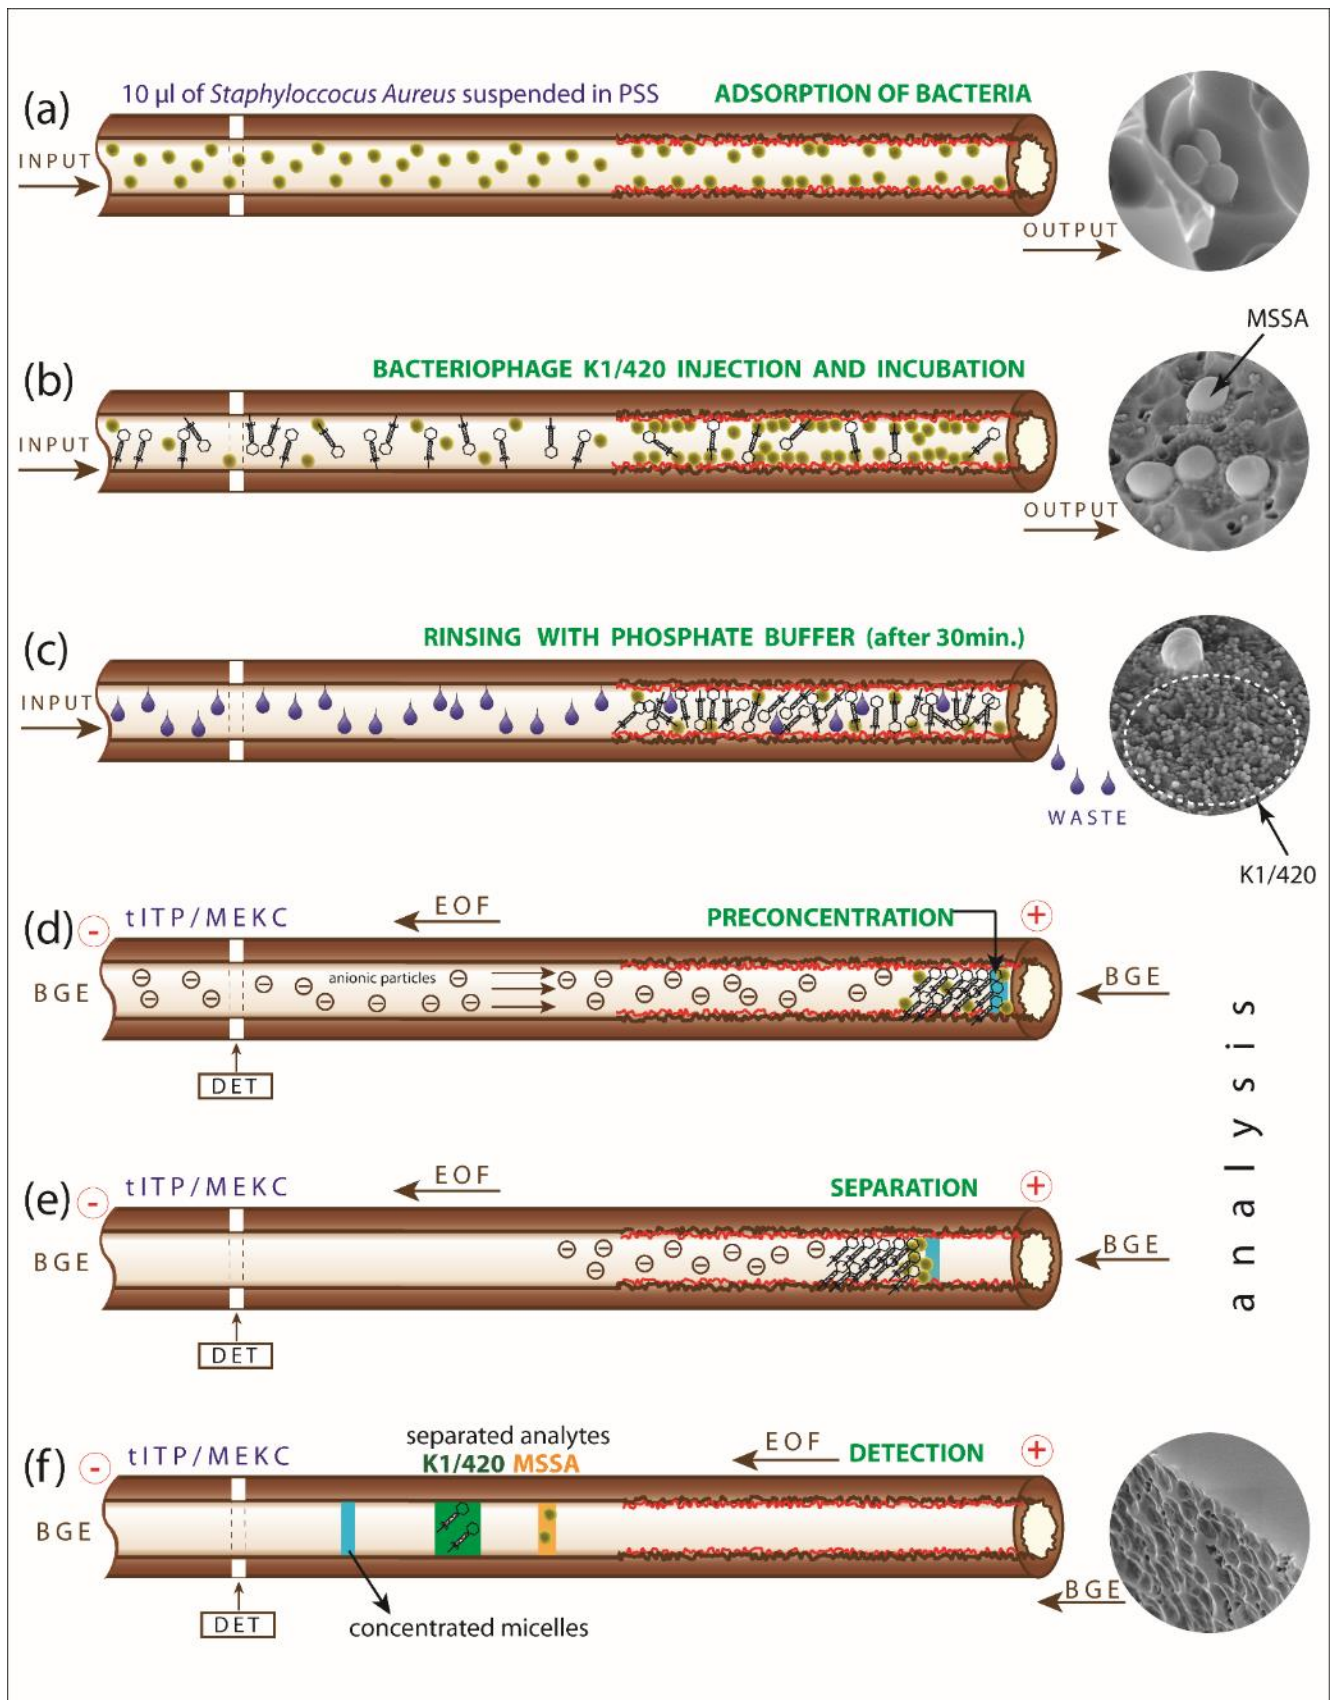 (a)
10 µl of Staphyloccocus Aureus suspended in PSS
ADSORPTION OF BACTERIA
INPUT
OUTPUT
MSSA
(b)
BACTERIOPHAGE K1/420 INJECTION AND INCUBATION
INPUT
OUTPUT
(c)
RINSING WITH PHOSPHATE BUFFER (after 30min.)
INPUT
WASTE
K1/420
(d)
-
tITP/MEKC
EOF
PRECONCENTRATION
+
anionic particles
BGE
BGE
DET
analysis
(e)
-
tITP/MEKC
EOF
SEPARATION
+
BGE
BGE
DET
(f)
-
tITP/MEKC
separated analytes
K1/420 MSSA
EOF
DETECTION
+
BGE
BGE
DET
concentrated micelles